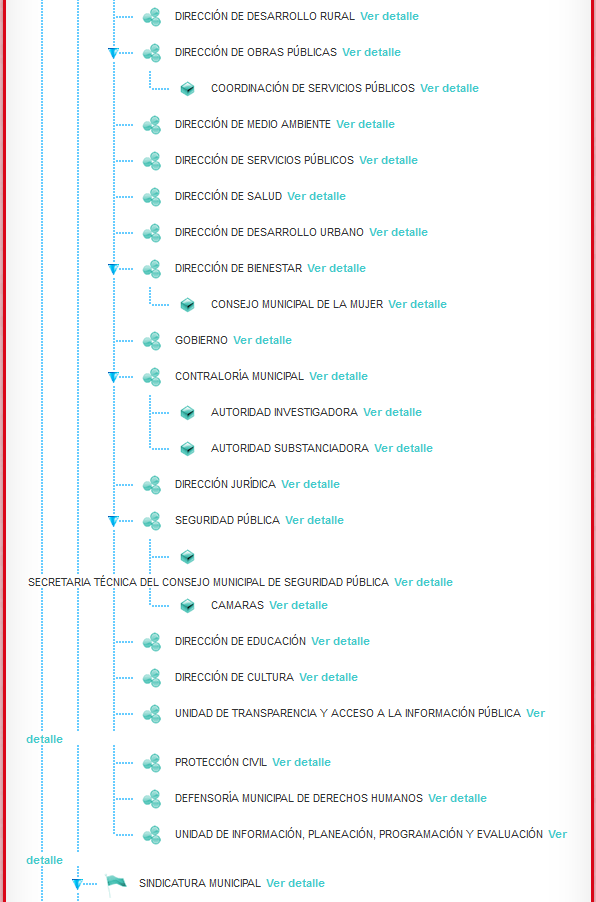 DIRECCIÓN DE DESARROLLO RURAL Ver detalle
DIRECCIÓN DE OBRAS PÚBLICAS Ver detalle
COORDINACIÓN DE SERVICIOS PÚBLICOS Ver detalle
DIRECCIÓN DE MEDIO AMBIENTE Ver detalle
DIRECCIÓN DE SERVICIOS PÚBLICOS Ver detalle
DIRECCIÓN DE SALUD Ver detalle
DIRECCIÓN DE DESARROLLO URBANO Ver detalle
DIRECCIÓN DE BIENESTAR Ver detalle
CONSEJO MUNICIPAL DE LA MUJER Ver detalle
GOBIERNO Ver detalle
CONTRALORÍA MUNICIPAL Ver detalle
AUTORIDAD INVESTIGADORA Ver detalle
AUTORIDAD SUBSTANCIADORA Ver detalle
DIRECCIÓN JURÍDICA Ver detalle
SEGURIDAD PÚBLICA Ver detalle
SECRETARIA TÉCNICA DEL CONSEJO MUNICIPAL DE SEGURIDAD PÚBLICA Ver detalle
CAMARAS Ver detalle
DIRECCIÓN DE EDUCACIÓN Ver detalle
DIRECCIÓN DE CULTURA Ver detalle
UNIDAD DE TRANSPARENCIA Y ACCESO A LA INFORMACIÓN PÚBLICA Ver
detalle
PROTECCIÓN CIVIL Ver detalle
DEFENSORÍA MUNICIPAL DE DERECHOS HUMANOS Ver detalle
UNIDAD DE INFORMACIÓN, PLANEACIÓN, PROGRAMACIÓN Y EVALUACIÓN Ver
detalle
SINDICATURA MUNICIPAL Ver detalle